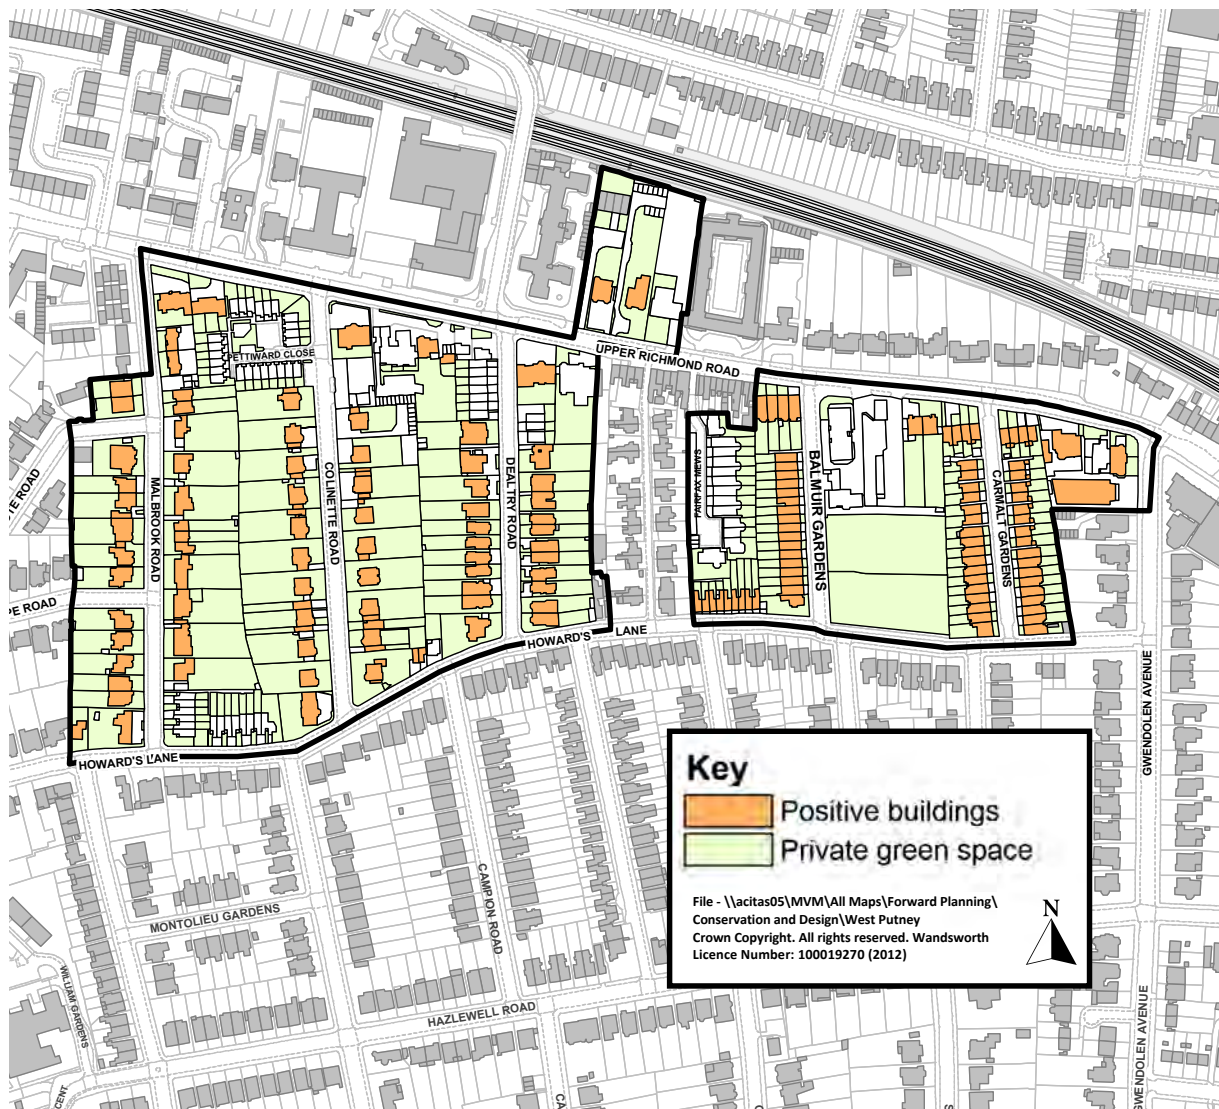 UPPER RICHMOND ROAD
PETTIWARD CLOSE
TE ROAD
MALBROOK ROAD
COLINETTE ROAD
DEALTRY ROAD
FAIRFAX MEWS
BALMUIR GARDENS
CARMALT GARDENS
PE ROAD
HOWARD'S LANE
HOWARD'S LANE
GWENDOLEN AVENUE
Key
Positive buildings
Private green space
File - \\acitas05\MVM\All Maps\Forward Planning\
Conservation and Design\West Putney
Crown Copyright. All rights reserved. Wandsworth
Licence Number: 100019270 (2012)
N
CAMPION ROAD
MONTOLIEU GARDENS
WILLIAM GARDENS
HAZLEWELL ROAD
GWENDOLEN AVENUE
CENT
CA